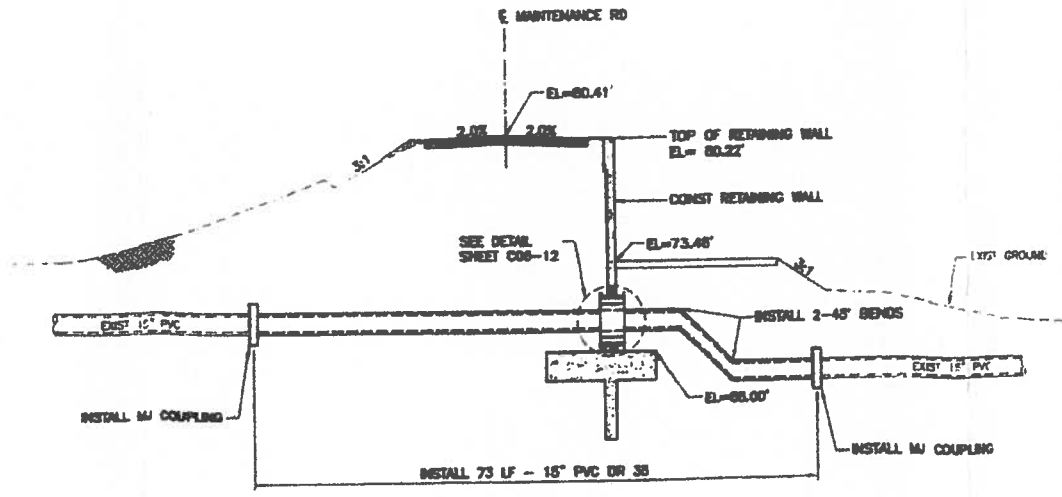 ℄ MAINTENANCE RD
EL=80.41'
2.0% 2.0%
TOP OF RETAINING WALL
EL= 80.22'
3:1
CONST RETAINING WALL
SEE DETAIL
SHEET C06-12
EL=73.46'
EXIST GROUND
EXIST 15" PVC
INSTALL 2-45° BENDS
EXIST 15" PVC
EL=66.00'
INSTALL MJ COUPLING
INSTALL MJ COUPLING
INSTALL 73 LF - 15" PVC DR 35